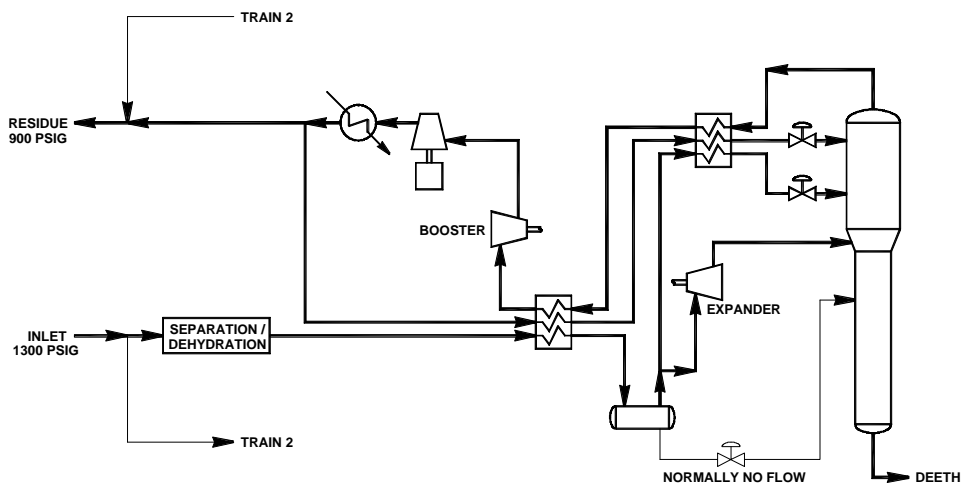 TRAIN 2
RESIDUE
900 PSIG
BOOSTER
EXPANDER
INLET
1300 PSIG
SEPARATION /
DEHYDRATION
TRAIN 2
NORMALLY NO FLOW
DEETH